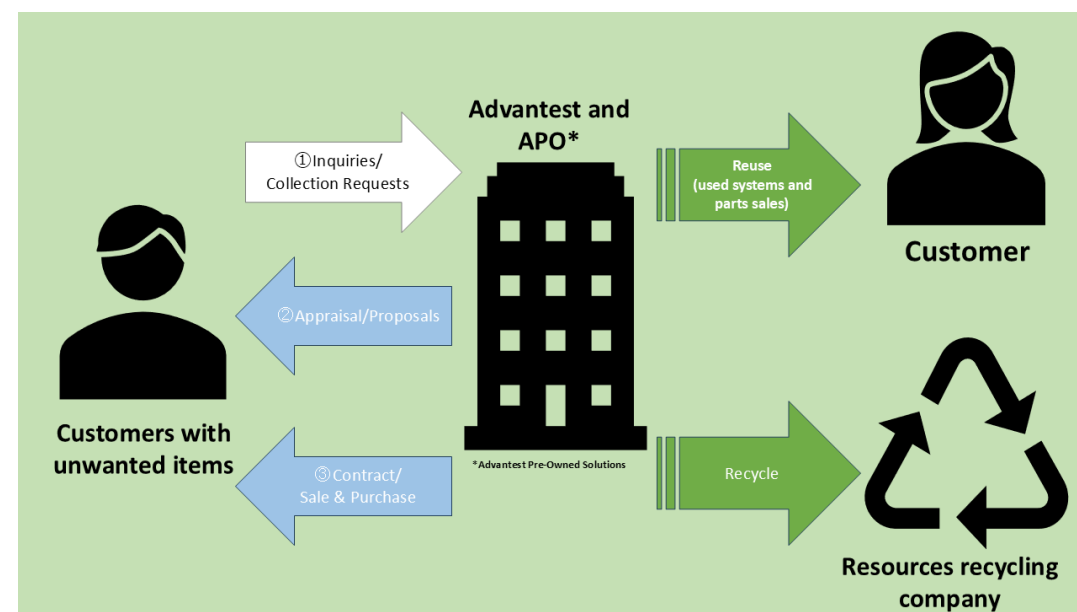 Advantest and
APO*
①Inquiries/
Collection Requests
Reuse
(used systems and
parts sales)
Customer
②Appraisal/Proposals
Customers with
unwanted items
③Contract/
Sale & Purchase
*Advantest Pre-Owned Solutions
Recycle
Resources recycling
company